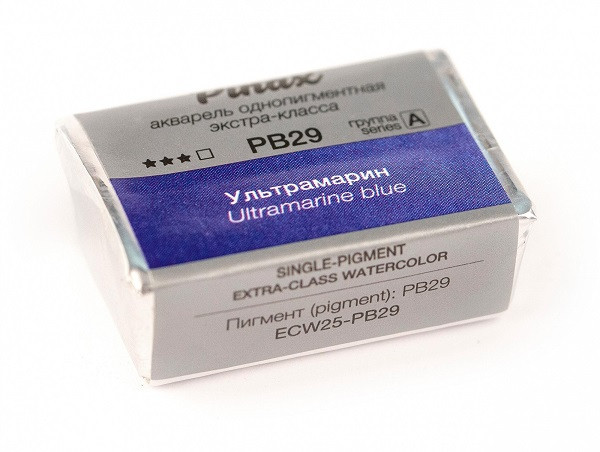 Pinax
акварель однопигментная
экстра-класса
★★★☐ PB29 группа series A
Ультрамарин
Ultramarine blue
SINGLE-PIGMENT
EXTRA-CLASS WATERCOLOR
Пигмент (pigment): PB29
ECW25-PB29